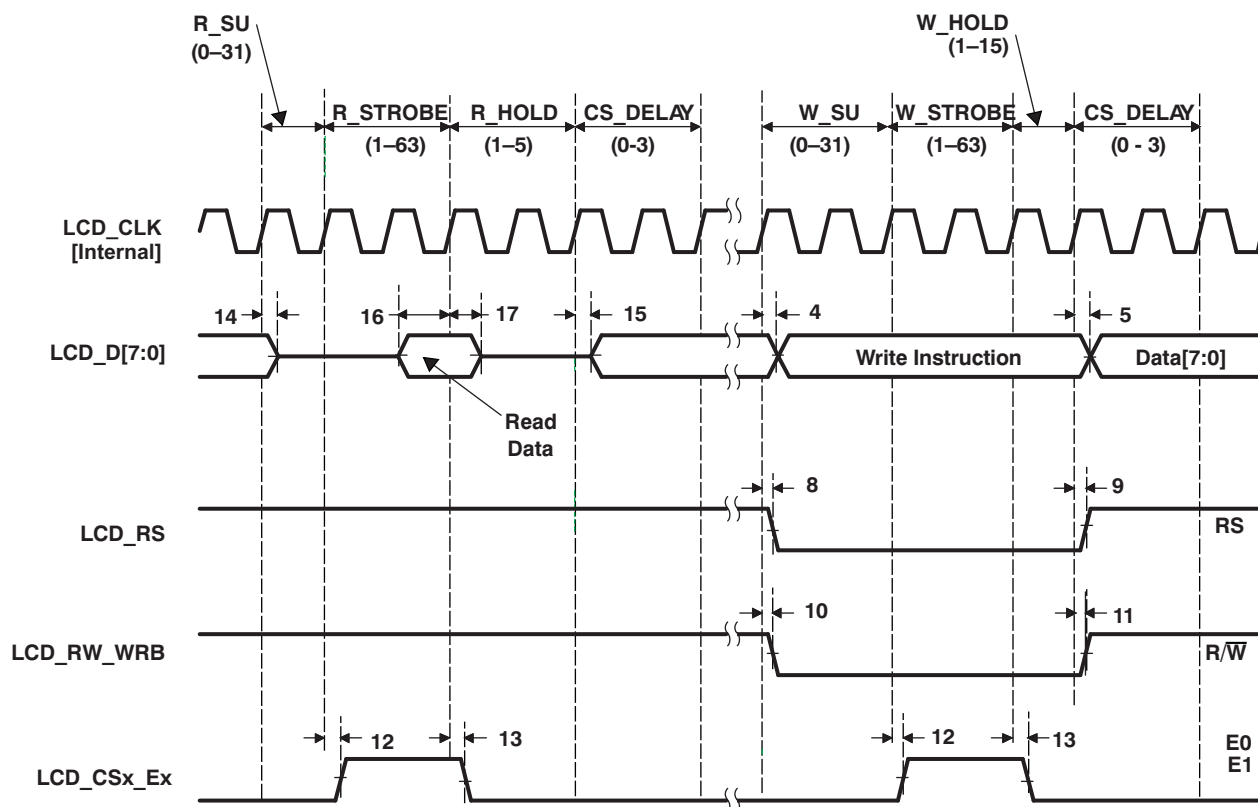 R_SU
(0–31)
W_HOLD
(1–15)
R_STROBE
(1–63)
R_HOLD
(1–5)
CS_DELAY
(0-3)
W_SU
(0–31)
W_STROBE
(1–63)
CS_DELAY
(0 - 3)
LCD_CLK
[Internal]
14
16
17
15
4
5
LCD_D[7:0]
Write Instruction
Data[7:0]
Read
Data
8
9
LCD_RS
RS
10
11
LCD_RW_WRB
R/W̅
12
13
12
13
E0
E1
LCD_CSx_Ex